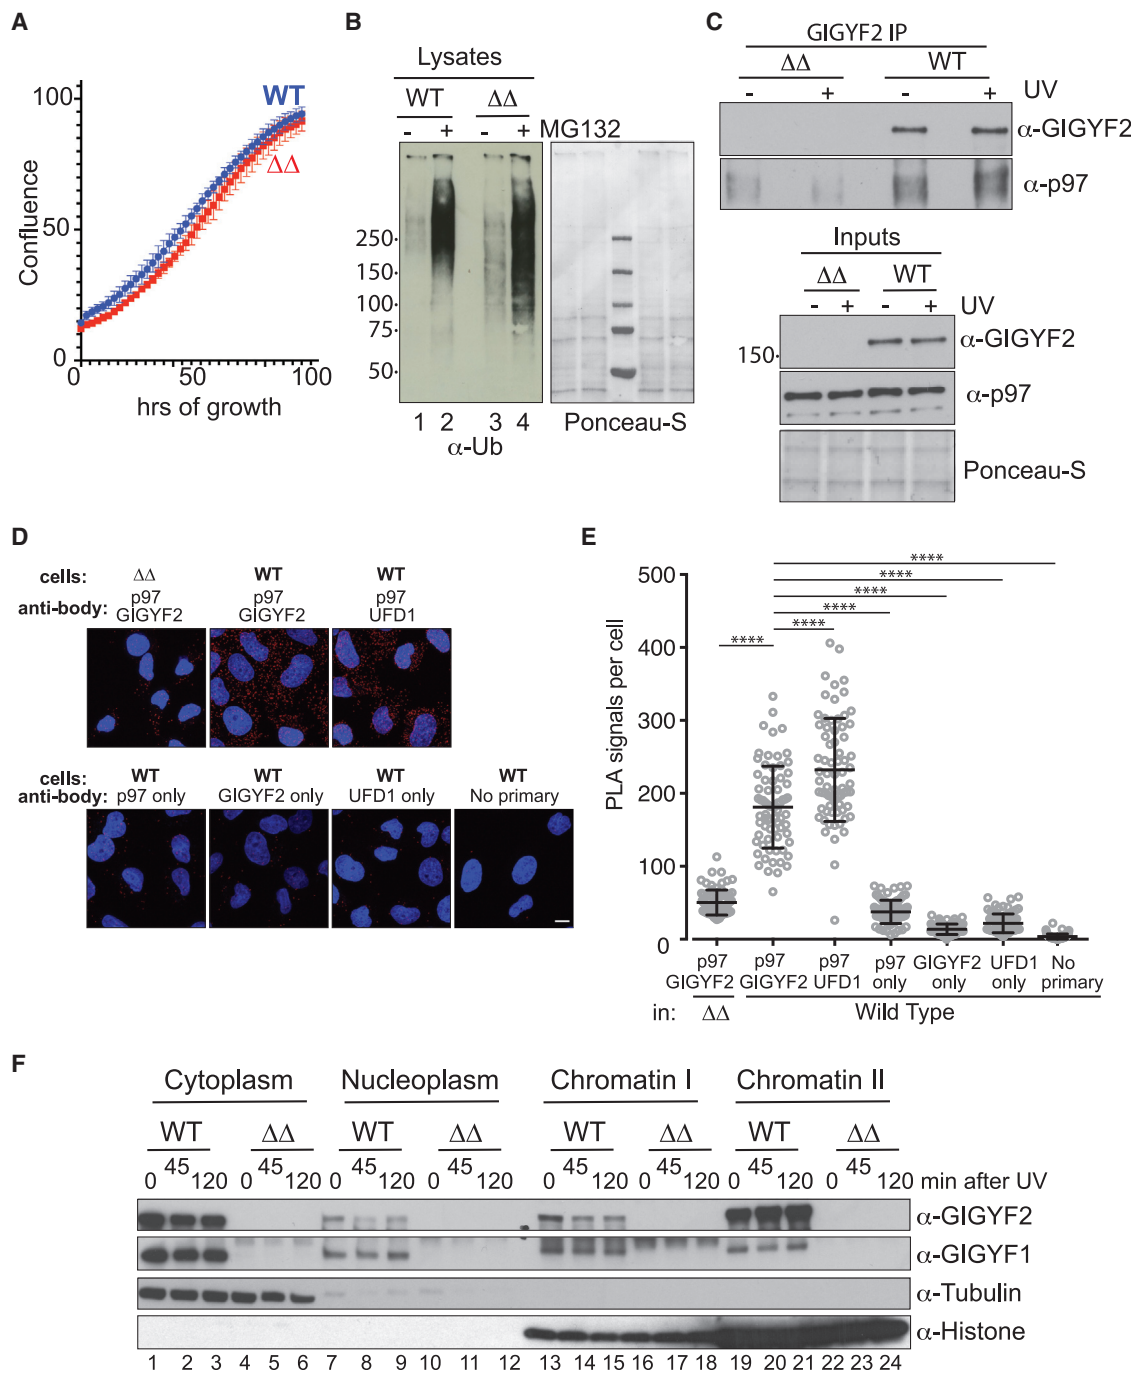 A
100
50
0
Confluence
WT
ΔΔ
0 50 100
hrs of growth
B
Lysates
WT ΔΔ
- + - + MG132
250
150
100
75
50
1 2 3 4
α-Ub
Ponceau-S
C
GIGYF2 IP
ΔΔ WT
- + - + UV
α-GIGYF2
α-p97
Inputs
ΔΔ WT
- + - + UV
150
α-GIGYF2
α-p97
Ponceau-S
D
cells: ΔΔ WT WT
anti-body: p97 p97 p97
GIGYF2 GIGYF2 UFD1
cells: WT WT WT WT
anti-body: p97 only GIGYF2 only UFD1 only No primary
E
500
400
300
200
100
0
PLA signals per cell
****
****
****
****
****
****
p97 p97 p97 p97 GIGYF2 UFD1 No
GIGYF2 GIGYF2 UFD1 only only only primary
in: ΔΔ Wild Type
F
Cytoplasm Nucleoplasm Chromatin I Chromatin II
WT ΔΔ WT ΔΔ WT ΔΔ WT ΔΔ
0 45 120 0 45 120 0 45 120 0 45 120 0 45 120 0 45 120 0 45 120 0 45 120 min after UV
α-GIGYF2
α-GIGYF1
α-Tubulin
α-Histone
1 2 3 4 5 6 7 8 9 10 11 12 13 14 15 16 17 18 19 20 21 22 23 24